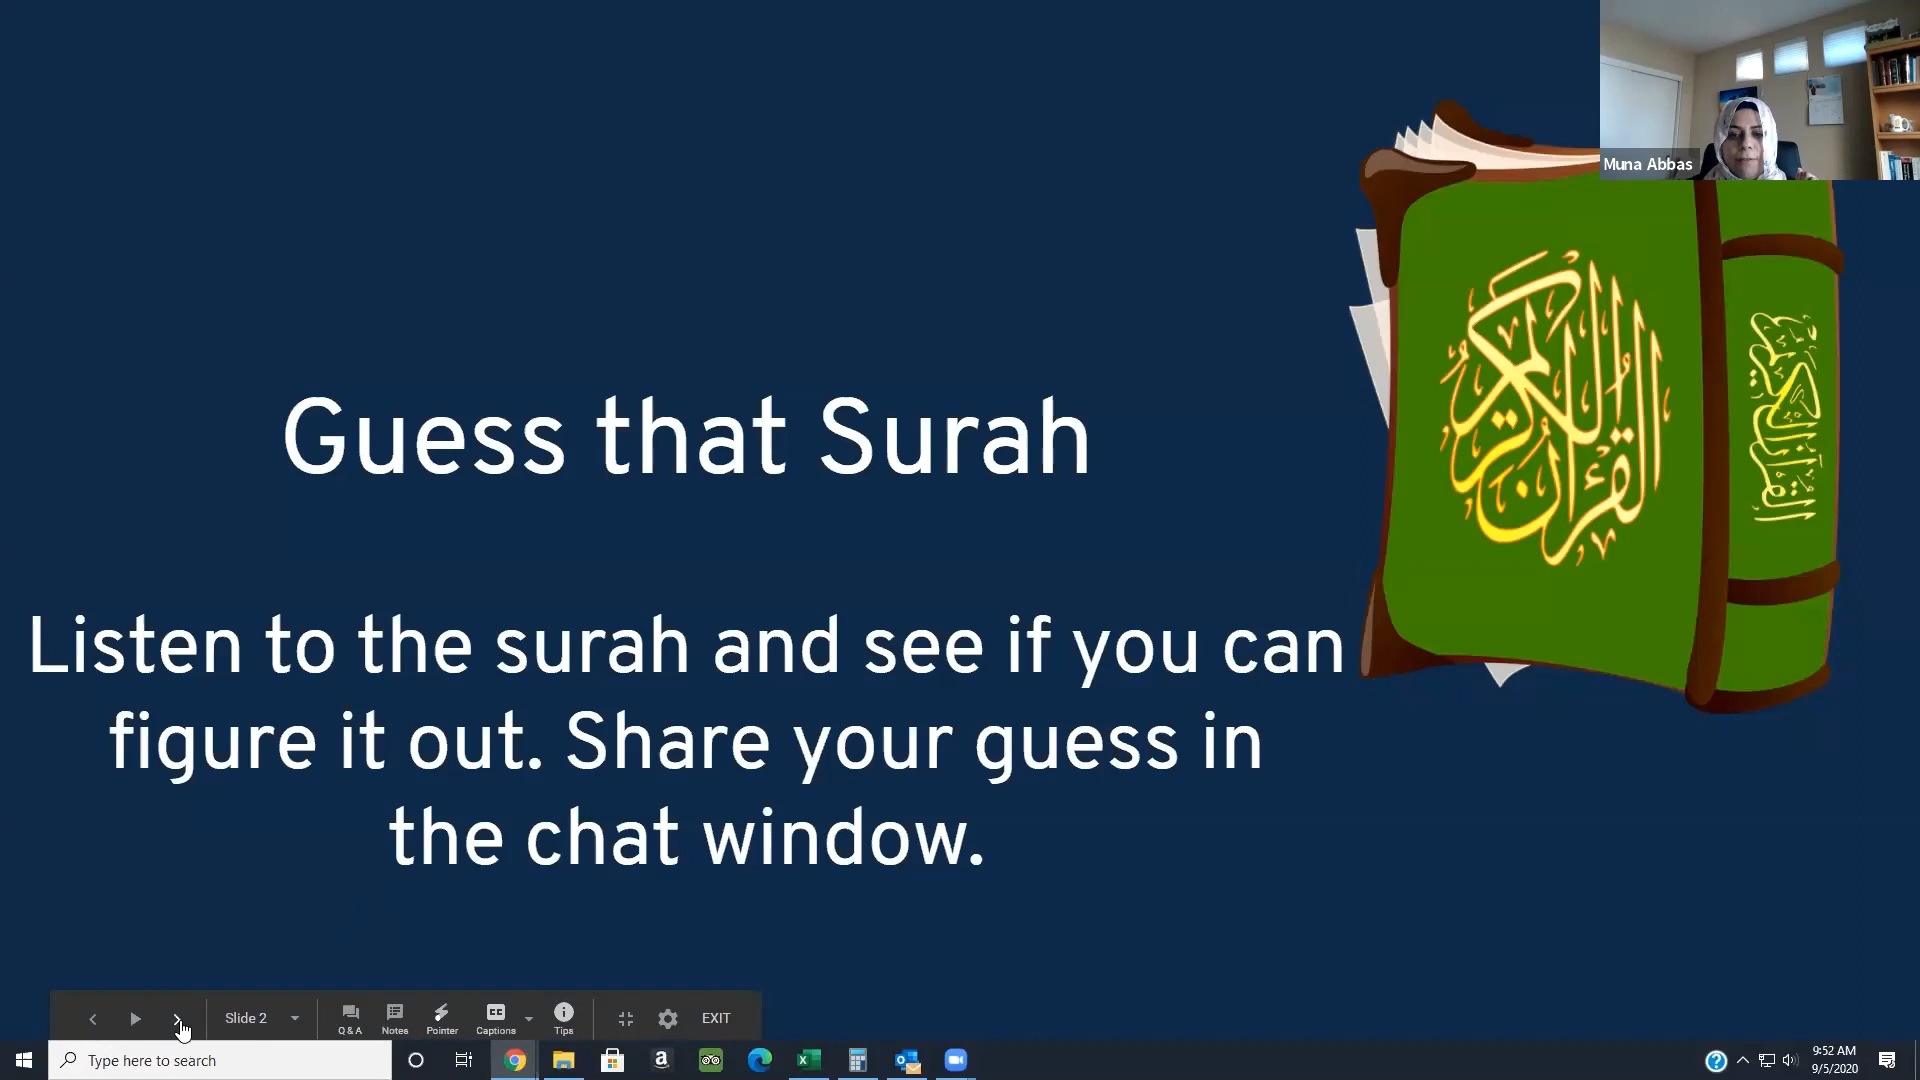 Muna Abbas
القرآن الكريم
القرآن الكريم
Guess that Surah
Listen to the surah and see if you can
figure it out. Share your guess in
the chat window.
Slide 2
Q & A
Notes
Pointer
Captions
Tips
EXIT
Type here to search
9:52 AM
9/5/2020